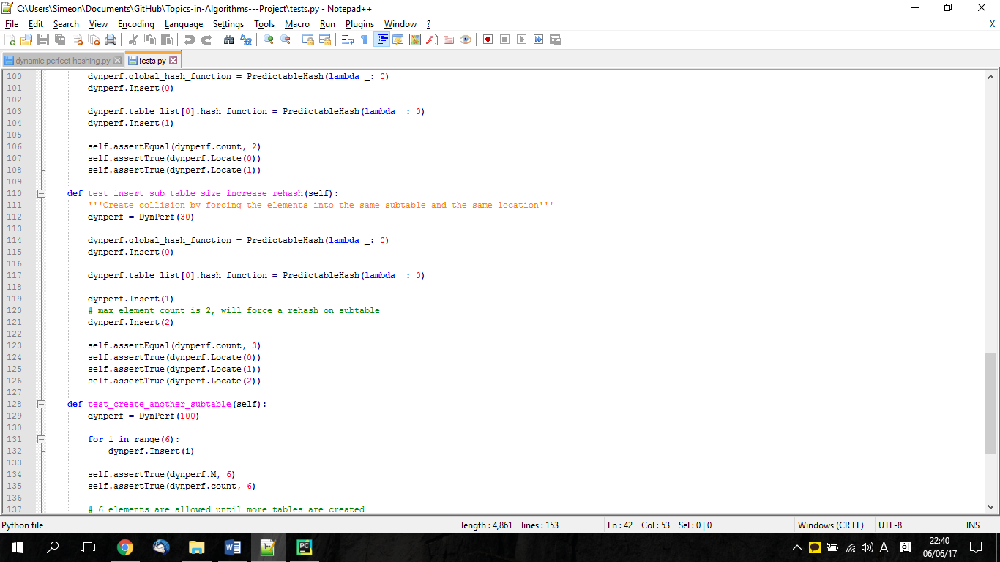 C:\Users\Simeon\Documents\GitHub\Topics-in-Algorithms---Project\tests.py - Notepad++
File Edit Search View Encoding Language Settings Tools Macro Run Plugins Window ? X
dynamic-perfect-hashing.py tests.py
100 dynperf.global_hash_function = PredictableHash(lambda _: 0)
101 dynperf.Insert(0)
102
103 dynperf.table_list[0].hash_function = PredictableHash(lambda _: 0)
104 dynperf.Insert(1)
105
106 self.assertEqual(dynperf.count, 2)
107 self.assertTrue(dynperf.Locate(0))
108 self.assertTrue(dynperf.Locate(1))
109
110 def test_insert_sub_table_size_increase_rehash(self):
111 '''Create collision by forcing the elements into the same subtable and the same location'''
112 dynperf = DynPerf(30)
113
114 dynperf.global_hash_function = PredictableHash(lambda _: 0)
115 dynperf.Insert(0)
116
117 dynperf.table_list[0].hash_function = PredictableHash(lambda _: 0)
118
119 dynperf.Insert(1)
120 # max element count is 2, will force a rehash on subtable
121 dynperf.Insert(2)
122
123 self.assertEqual(dynperf.count, 3)
124 self.assertTrue(dynperf.Locate(0))
125 self.assertTrue(dynperf.Locate(1))
126 self.assertTrue(dynperf.Locate(2))
127
128 def test_create_another_subtable(self):
129 dynperf = DynPerf(100)
130
131 for i in range(6):
132 dynperf.Insert(i)
133
134 self.assertTrue(dynperf.M, 6)
135 self.assertTrue(dynperf.count, 6)
136
137 # 6 elements are allowed until more tables are created
Python file length : 4,861 lines : 153 Ln : 42 Col : 53 Sel : 0 | 0 Windows (CR LF) UTF-8 INS
A 한 22:40
06/06/17